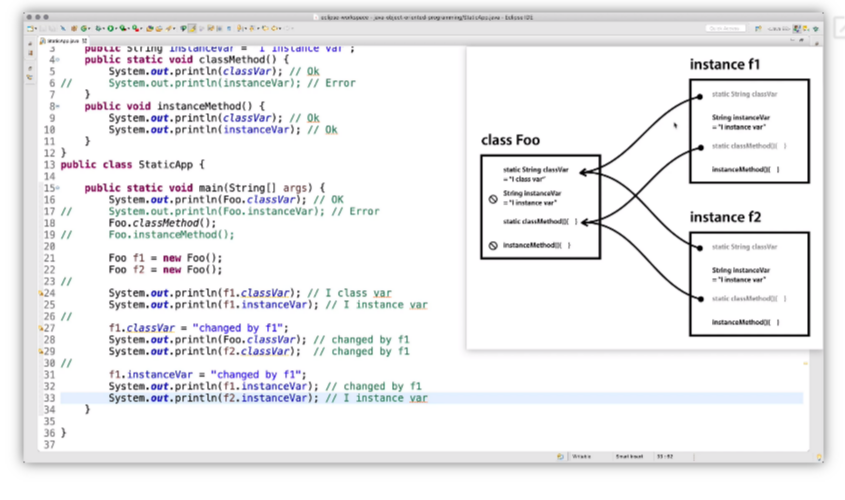 eclipse-workspace - java-object-oriented-programming/StaticApp.java - Eclipse IDE
StaticApp.java
3 public String instanceVar = "I instance var";
4 public static void classMethod() {
5 System.out.println(classVar); // Ok
6 // System.out.println(instanceVar); // Error
7 }
8 public void instanceMethod() {
9 System.out.println(classVar); // Ok
10 System.out.println(instanceVar); // Ok
11 }
12 }
13 public class StaticApp {
14
15 public static void main(String[] args) {
16 System.out.println(Foo.classVar); // OK
17 // System.out.println(Foo.instanceVar); // Error
18 Foo.classMethod();
19 // Foo.instanceMethod();
20
21 Foo f1 = new Foo();
22 Foo f2 = new Foo();
23 //
24 System.out.println(f1.classVar); // I class var
25 System.out.println(f1.instanceVar); // I instance var
26 //
27 f1.classVar = "changed by f1";
28 System.out.println(Foo.classVar); // changed by f1
29 System.out.println(f2.classVar); // changed by f1
30 //
31 f1.instanceVar = "changed by f1";
32 System.out.println(f1.instanceVar); // changed by f1
33 System.out.println(f2.instanceVar); // I instance var
34 }
35
36 }
37
class Foo
static String classVar
= "I class var"
String instanceVar
= "I instance var"
static classMethod(){ }
instanceMethod(){ }
instance f1
static String classVar
String instanceVar
= "I instance var"
static classMethod(){ }
instanceMethod(){ }
instance f2
static String classVar
String instanceVar
= "I instance var"
static classMethod(){ }
instanceMethod(){ }
Writable
Smart Insert